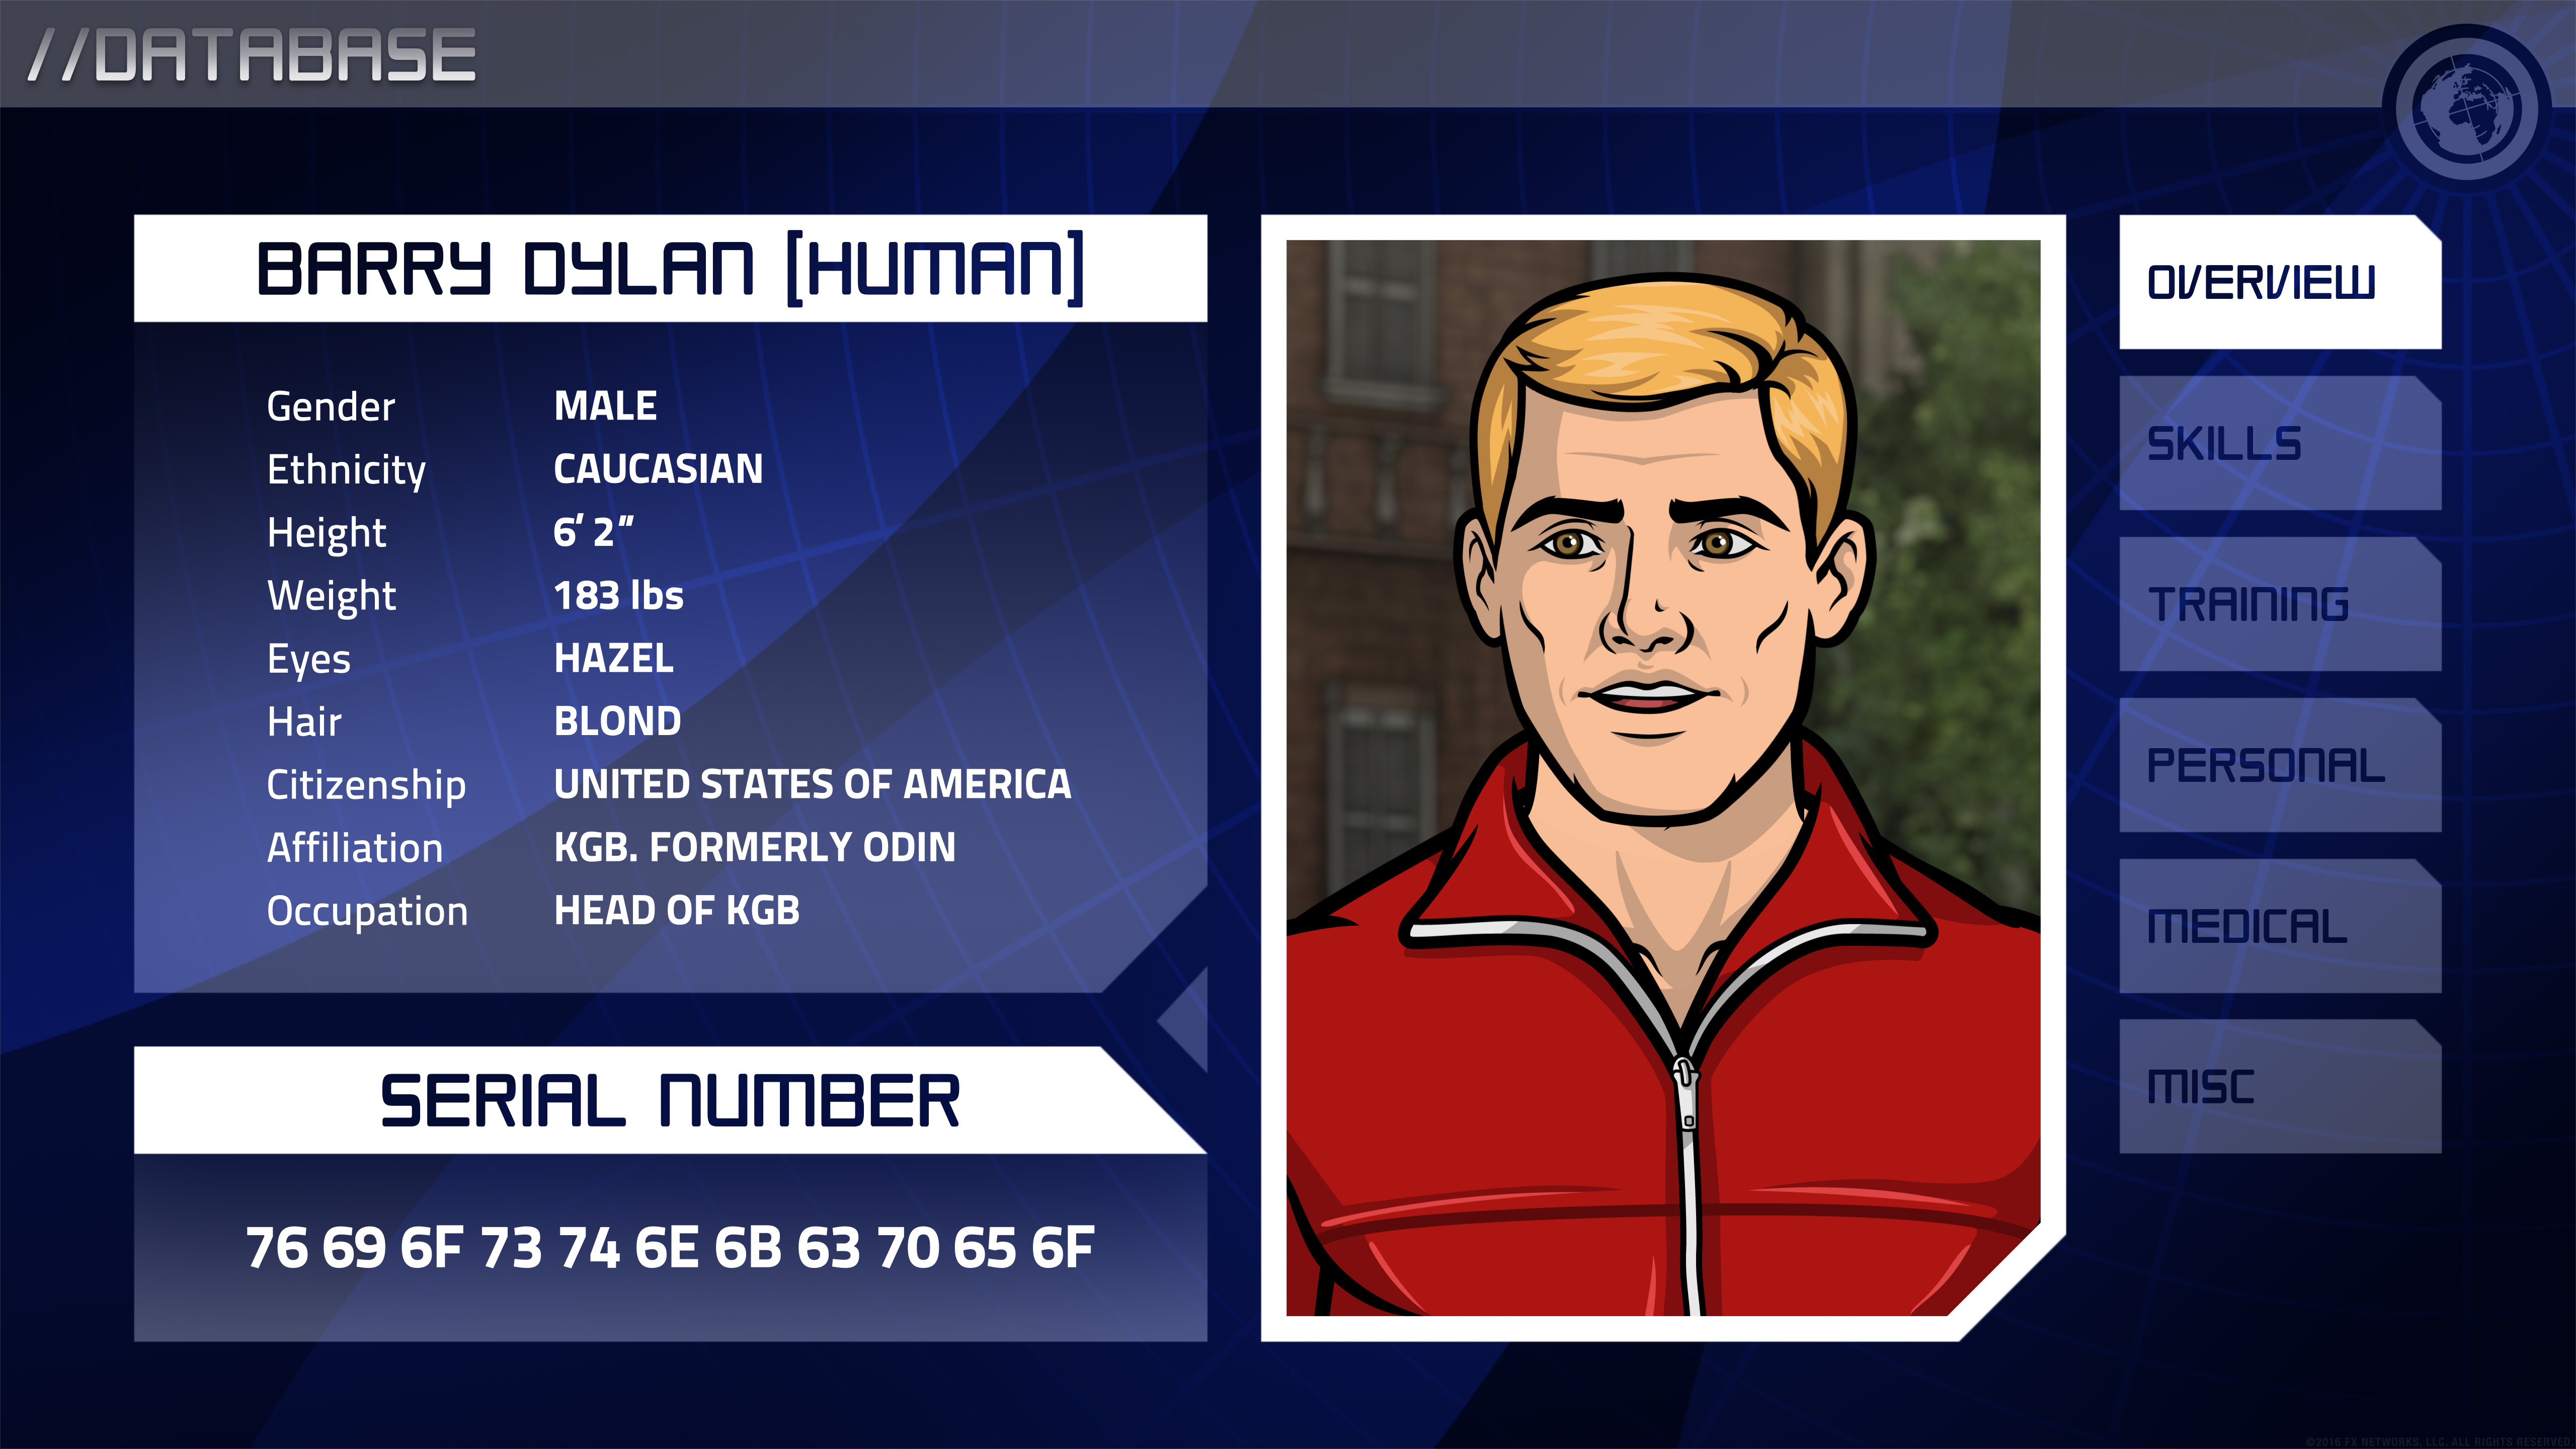 //DATABASE
BARRY DYLAN [HUMAN]
Gender MALE
Ethnicity CAUCASIAN
Height 6′ 2″
Weight 183 lbs
Eyes HAZEL
Hair BLOND
Citizenship UNITED STATES OF AMERICA
Affiliation KGB. FORMERLY ODIN
Occupation HEAD OF KGB
SERIAL NUMBER
76 69 6F 73 74 6E 6B 63 70 65 6F
OVERVIEW
SKILLS
TRAINING
PERSONAL
MEDICAL
MISC
©2016 FX NETWORKS, LLC. ALL RIGHTS RESERVED.